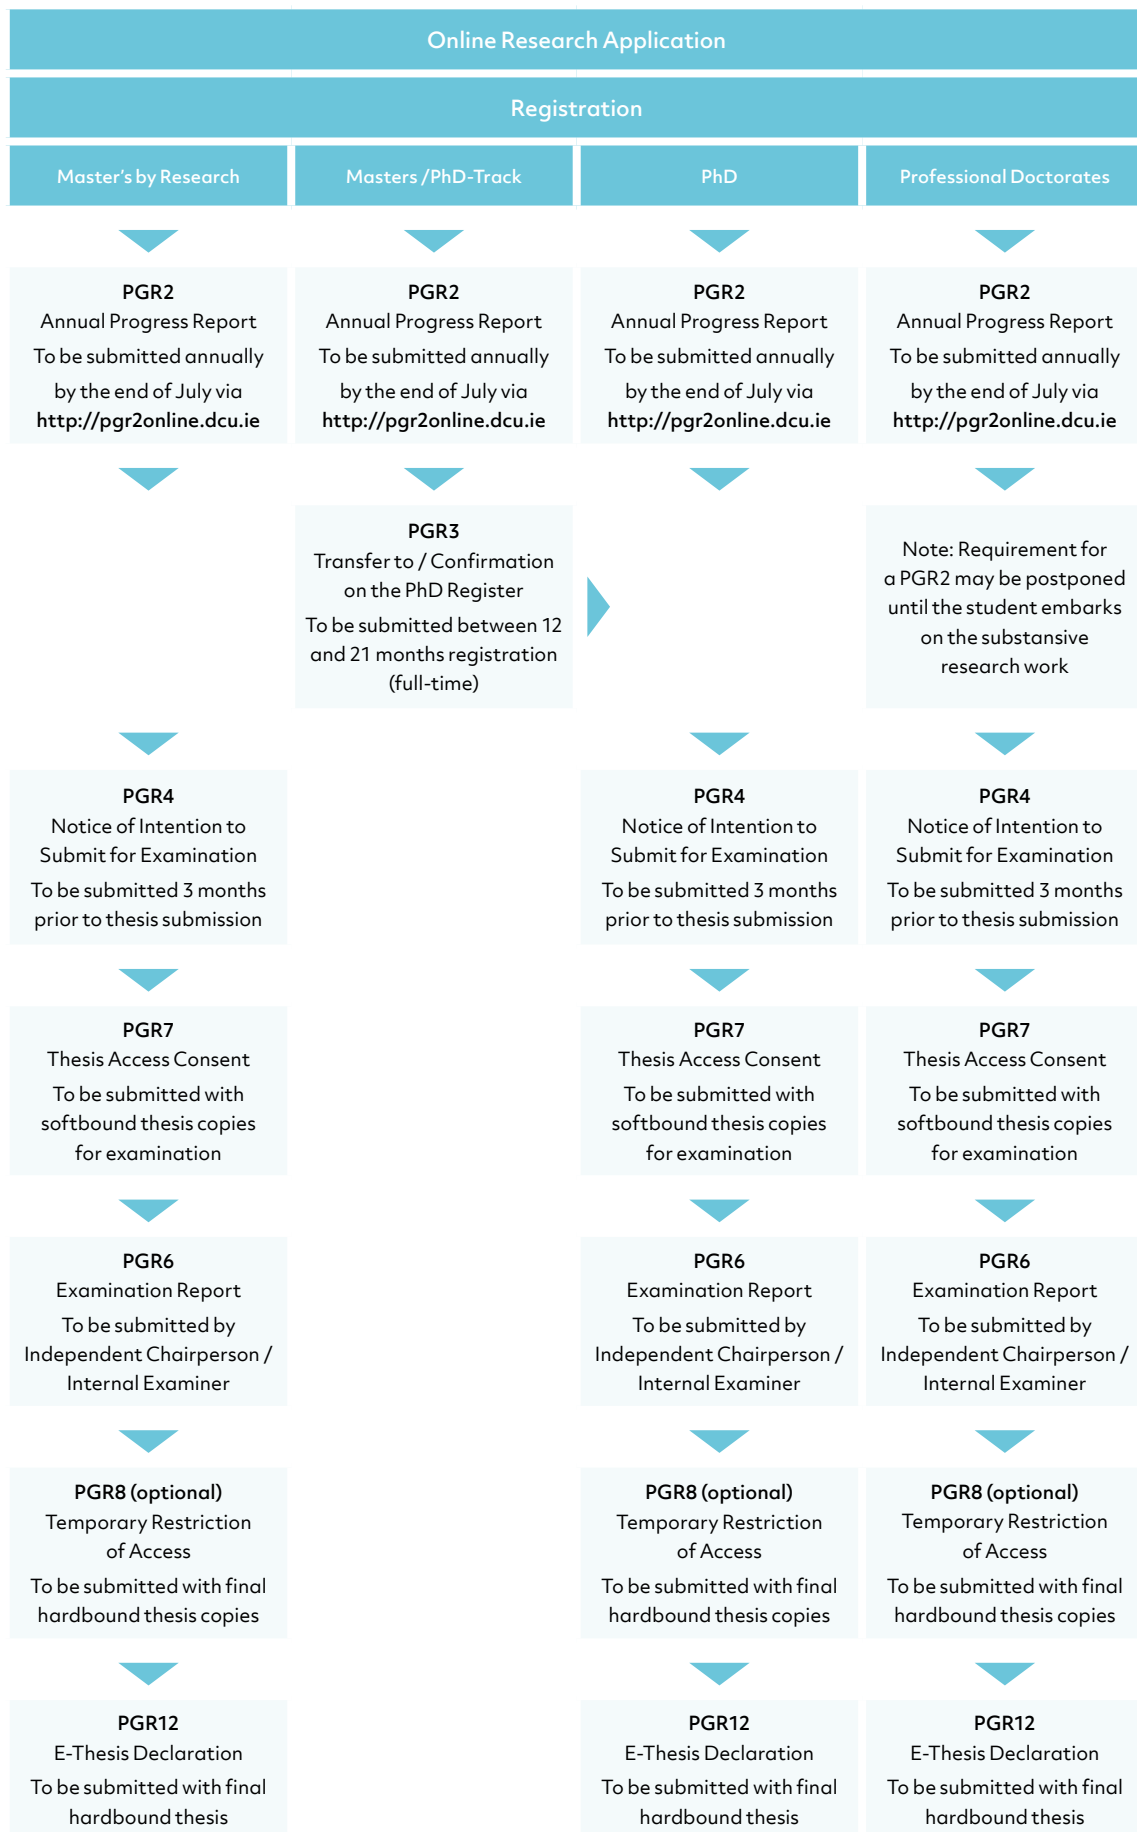 Online Research Application
Registration
Master's by Research
Masters /PhD-Track
PhD
Professional Doctorates
PGR2
Annual Progress Report
To be submitted annually
by the end of July via
http://pgr2online.dcu.ie
PGR2
Annual Progress Report
To be submitted annually
by the end of July via
http://pgr2online.dcu.ie
PGR2
Annual Progress Report
To be submitted annually
by the end of July via
http://pgr2online.dcu.ie
PGR2
Annual Progress Report
To be submitted annually
by the end of July via
http://pgr2online.dcu.ie
PGR3
Transfer to / Confirmation
on the PhD Register
To be submitted between 12
and 21 months registration
(full-time)
Note: Requirement for
a PGR2 may be postponed
until the student embarks
on the substansive
research work
PGR4
Notice of Intention to
Submit for Examination
To be submitted 3 months
prior to thesis submission
PGR4
Notice of Intention to
Submit for Examination
To be submitted 3 months
prior to thesis submission
PGR4
Notice of Intention to
Submit for Examination
To be submitted 3 months
prior to thesis submission
PGR7
Thesis Access Consent
To be submitted with
softbound thesis copies
for examination
PGR7
Thesis Access Consent
To be submitted with
softbound thesis copies
for examination
PGR7
Thesis Access Consent
To be submitted with
softbound thesis copies
for examination
PGR6
Examination Report
To be submitted by
Independent Chairperson /
Internal Examiner
PGR6
Examination Report
To be submitted by
Independent Chairperson /
Internal Examiner
PGR6
Examination Report
To be submitted by
Independent Chairperson /
Internal Examiner
PGR8 (optional)
Temporary Restriction
of Access
To be submitted with final
hardbound thesis copies
PGR8 (optional)
Temporary Restriction
of Access
To be submitted with final
hardbound thesis copies
PGR8 (optional)
Temporary Restriction
of Access
To be submitted with final
hardbound thesis copies
PGR12
E-Thesis Declaration
To be submitted with final
hardbound thesis
PGR12
E-Thesis Declaration
To be submitted with final
hardbound thesis
PGR12
E-Thesis Declaration
To be submitted with final
hardbound thesis